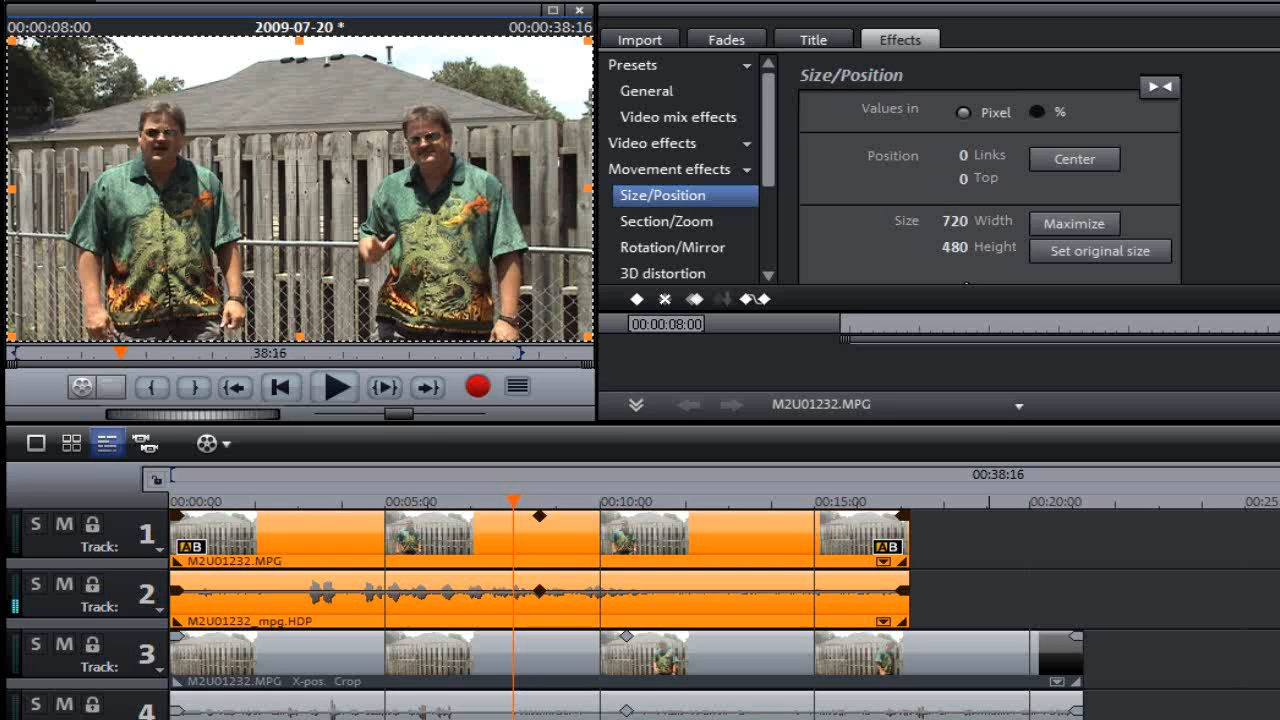 00:00:08:00 2009-07-20 * 00:00:38:16
38:16
Import Fades Title Effects
Presets
General
Video mix effects
Video effects
Movement effects
Size/Position
Section/Zoom
Rotation/Mirror
3D distortion
Size/Position
Values in Pixel %
Position 0 Links Center
0 Top
Size 720 Width Maximize
480 Height Set original size
00:00:08:00
M2U01232.MPG
00:38:16
00:00:00 00:05:00 00:10:00 00:15:00 00:20:00 00:25
S M 1
Track:
AB AB
M2U01232.MPG
S M 2
Track:
M2U01232_mpg.HDP
S M 3
Track:
M2U01232.MPG X-pos. Crop
S M 4